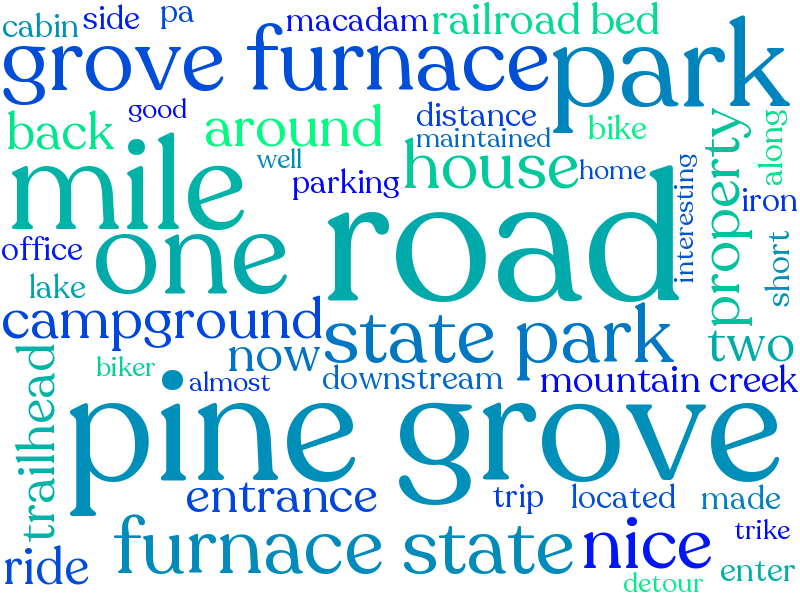 cabin side pa macadam railroad bed
grove furnace park
good distance
back around maintained bike along
mile well parking house home property
interesting iron
office one road short
lake
campground state park two
now
trailhead biker almost downstream mountain creek
pine grove
entrance trip located made
furnace state nice trike
ride enter
detour